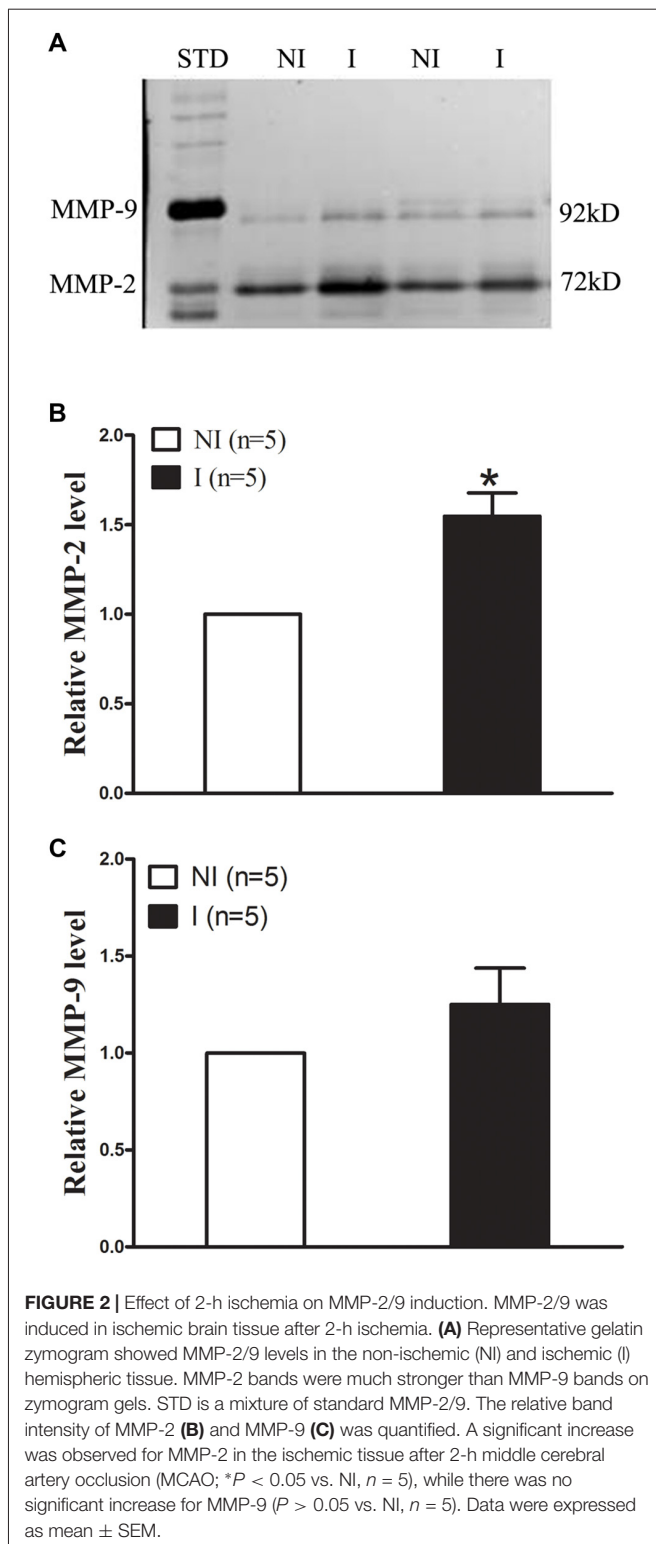 A
STD NI I NI I
MMP-9 92kD
MMP-2 72kD
B
2.0
NI (n=5)
I (n=5)
*
1.5
1.0
0.5
0.0
Relative MMP-2 level
C
2.0
NI (n=5)
I (n=5)
1.5
1.0
0.5
0.0
Relative MMP-9 level
FIGURE 2 | Effect of 2-h ischemia on MMP-2/9 induction. MMP-2/9 was
induced in ischemic brain tissue after 2-h ischemia. (A) Representative gelatin
zymogram showed MMP-2/9 levels in the non-ischemic (NI) and ischemic (I)
hemispheric tissue. MMP-2 bands were much stronger than MMP-9 bands on
zymogram gels. STD is a mixture of standard MMP-2/9. The relative band
intensity of MMP-2 (B) and MMP-9 (C) was quantified. A significant increase
was observed for MMP-2 in the ischemic tissue after 2-h middle cerebral
artery occlusion (MCAO; *P < 0.05 vs. NI, n = 5), while there was no
significant increase for MMP-9 (P > 0.05 vs. NI, n = 5). Data were expressed
as mean ± SEM.